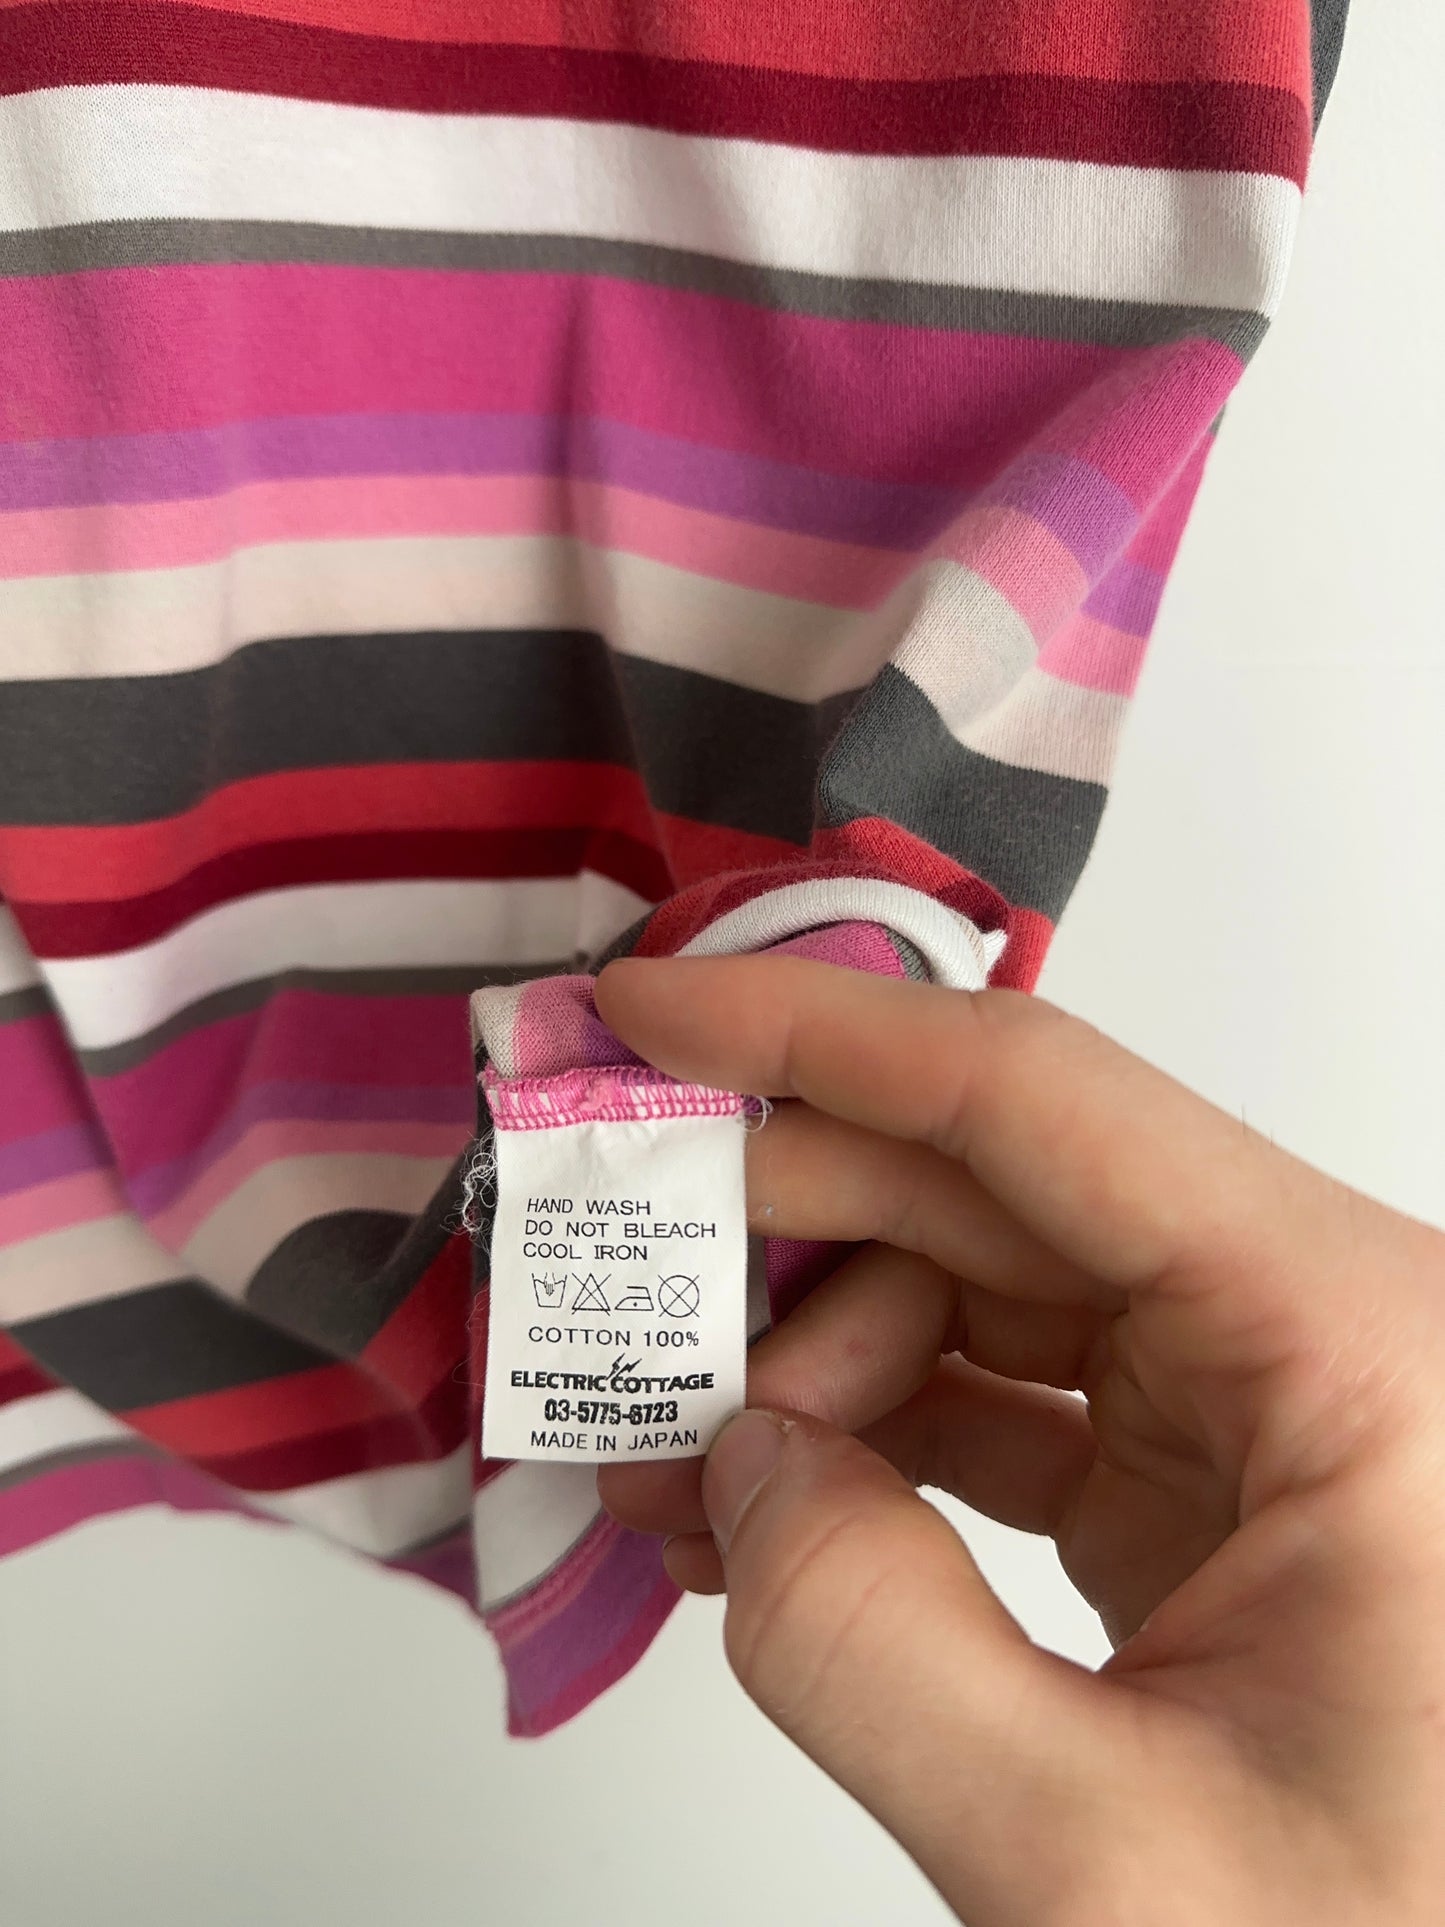 HAND WASH
DO NOT BLEACH
COOL IRON
COTTON 100%
ELECTRIC COTTAGE
03-5775-6723
MADE IN JAPAN